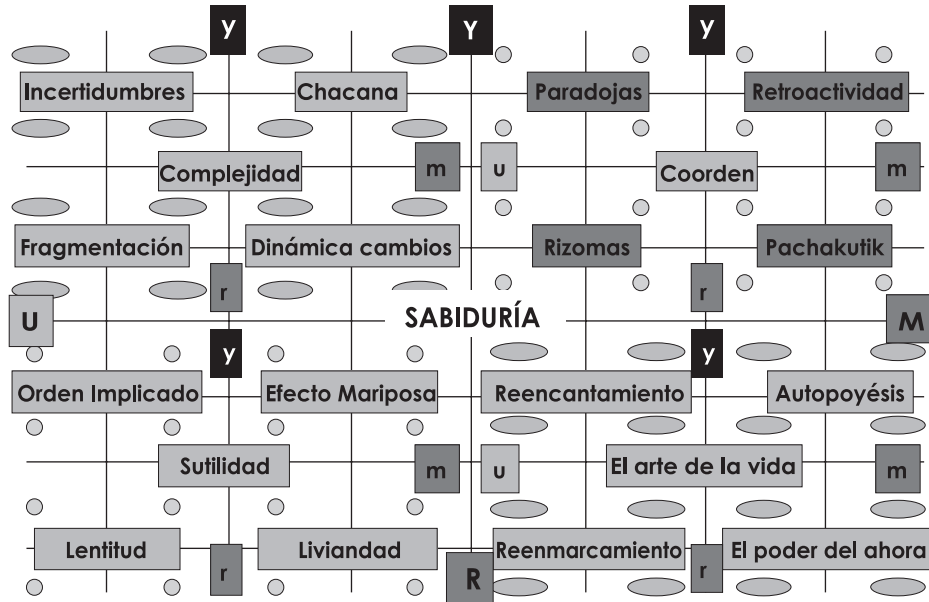 y Y y
Incertidumbres Chacana Paradojas Retroactividad
Complejidad m u Coorden m
Fragmentación Dinámica cambios Rizomas Pachakutik
r r
U SABIDURÍA M
y y
Orden Implicado Efecto Mariposa Reencantamiento Autopoyésis
Sutilidad m u El arte de la vida m
Lentitud Liviandad Reenmarcamiento El poder del ahora
r R r